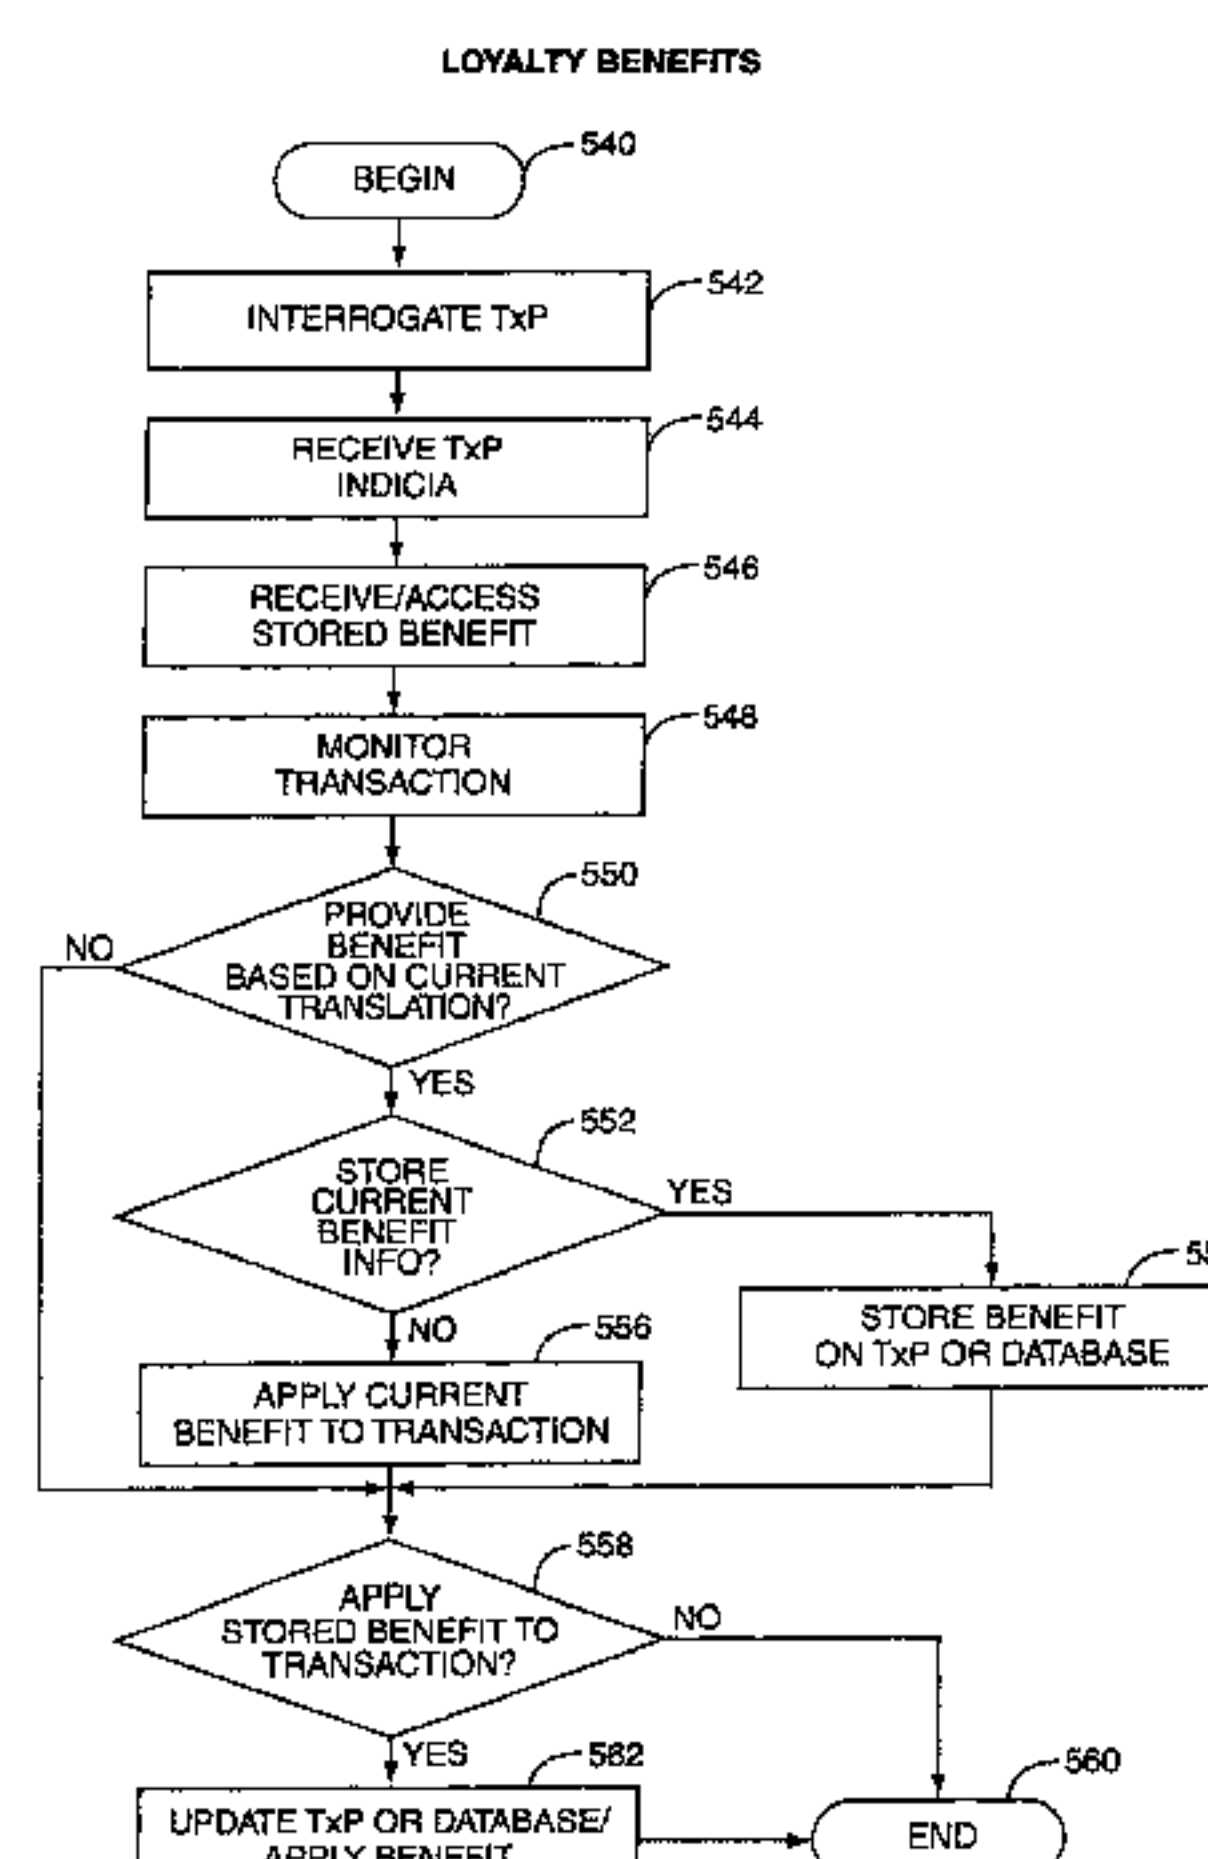 LOYALTY BENEFITS
540
BEGIN
542
INTERROGATE TxP
544
RECEIVE TxP
INDICIA
546
RECEIVE/ACCESS
STORED BENEFIT
548
MONITOR
TRANSACTION
550
PROVIDE
BENEFIT
BASED ON CURRENT
TRANSLATION?
NO
YES
552
STORE
CURRENT
BENEFIT
INFO?
YES
NO
STORE BENEFIT
ON TxP OR DATABASE
556
APPLY CURRENT
BENEFIT TO TRANSACTION
558
APPLY
STORED BENEFIT TO
TRANSACTION?
NO
YES
562
UPDATE TxP OR DATABASE/
APPLY BENEFIT
560
END